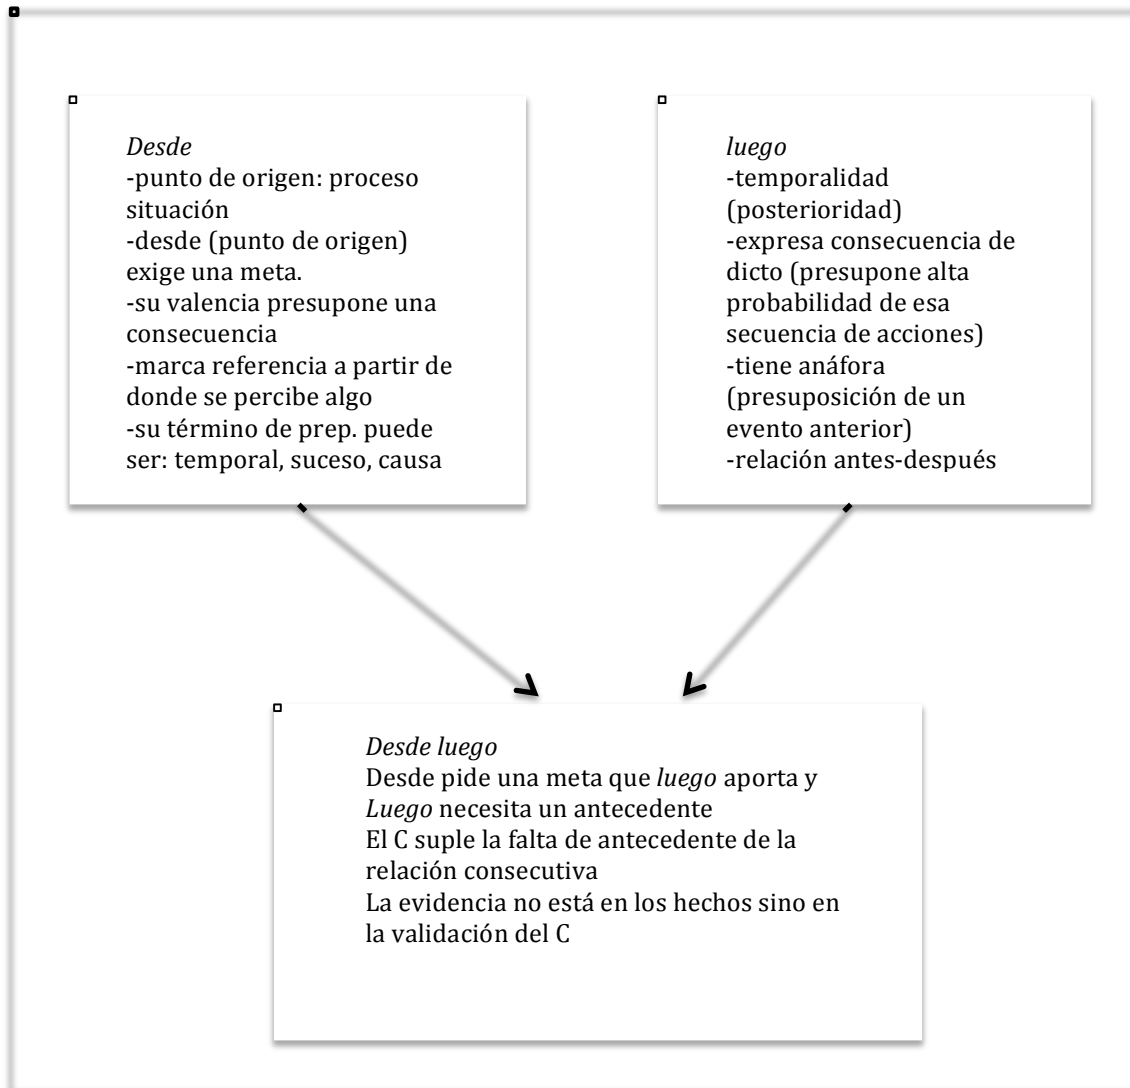 Desde
-punto de origen: proceso
situación
-desde (punto de origen)
exige una meta.
-su valencia presupone una
consecuencia
-marca referencia a partir de
donde se percibe algo
-su término de prep. puede
ser: temporal, suceso, causa
luego
-temporalidad
(posterioridad)
-expresa consecuencia de
dicto (presupone alta
probabilidad de esa
secuencia de acciones)
-tiene anáfora
(presuposición de un
evento anterior)
-relación antes-después
Desde luego
Desde pide una meta que luego aporta y
Luego necesita un antecedente
El C suple la falta de antecedente de la
relación consecutiva
La evidencia no está en los hechos sino en
la validación del C